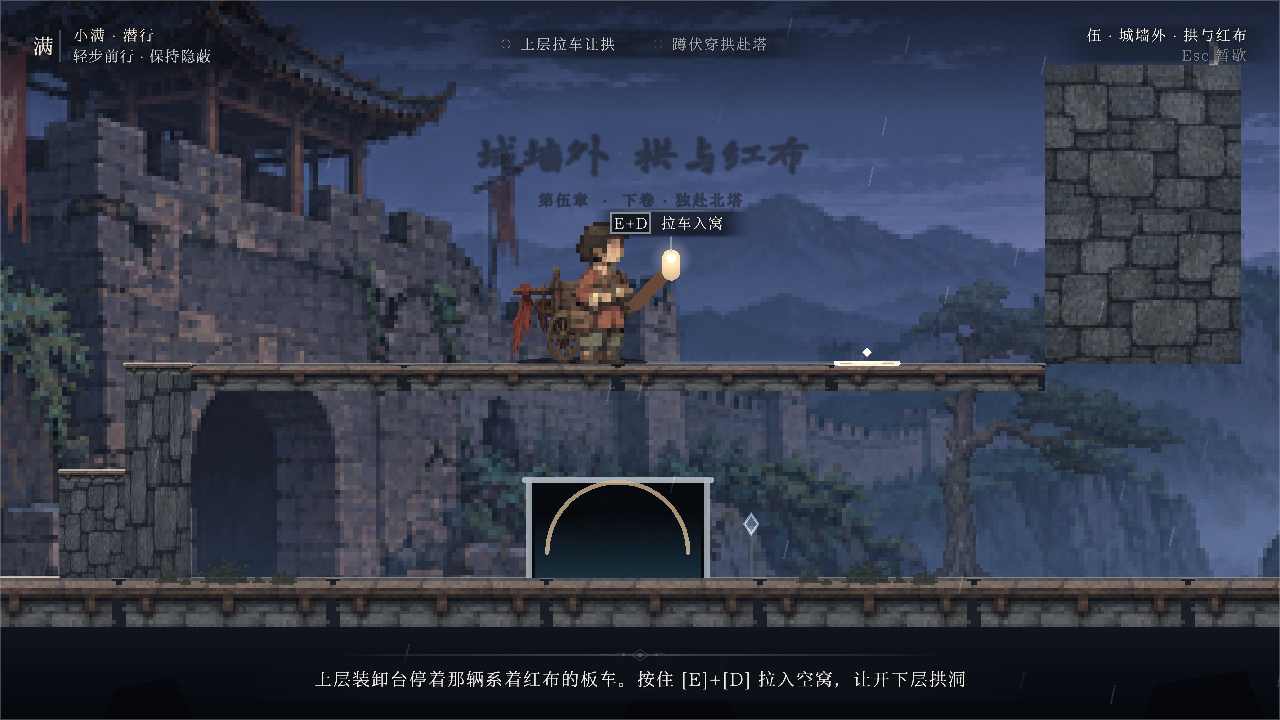 满
小满 · 潜行
轻步前行 · 保持隐蔽
上层拉车让拱
蹲伏穿拱赴塔
伍 · 城墙外 · 拱与红布
Esc 暂歇
城墙外 拱与红布
第伍章 · 下卷 · 独赴北塔
E+D 拉车入窝
上层装卸台停着那辆系着红布的板车。按住 [E]+[D] 拉入空窝，让开下层拱洞